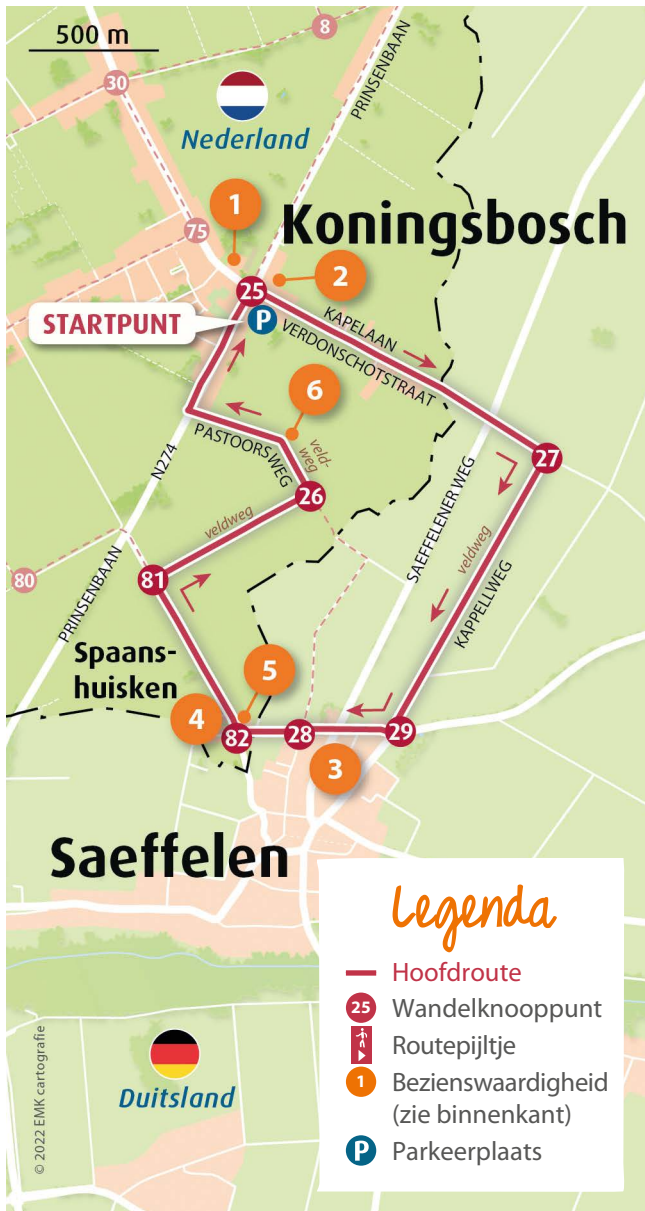 500 m
8
30
PRINSENBAAN
Nederland
1
75
Koningsbosch
2
25
STARTPUNT
P
KAPELAAN
VERDONSCHOTSTRAAT
6
PASTOORSWEG
veld-
weg
N274
27
26
veldweg
SAEFFELENER WEG
veldweg
KAPPELLWEG
81
80
PRINSENBAAN
Spaans-
huisken
5
4
82
28
29
3
Saeffelen
Legenda
Hoofdroute
25 Wandelknooppunt
Routepijltje
1 Bezienswaardigheid
(zie binnenkant)
P Parkeerplaats
Duitsland
© 2022 EMK cartografie